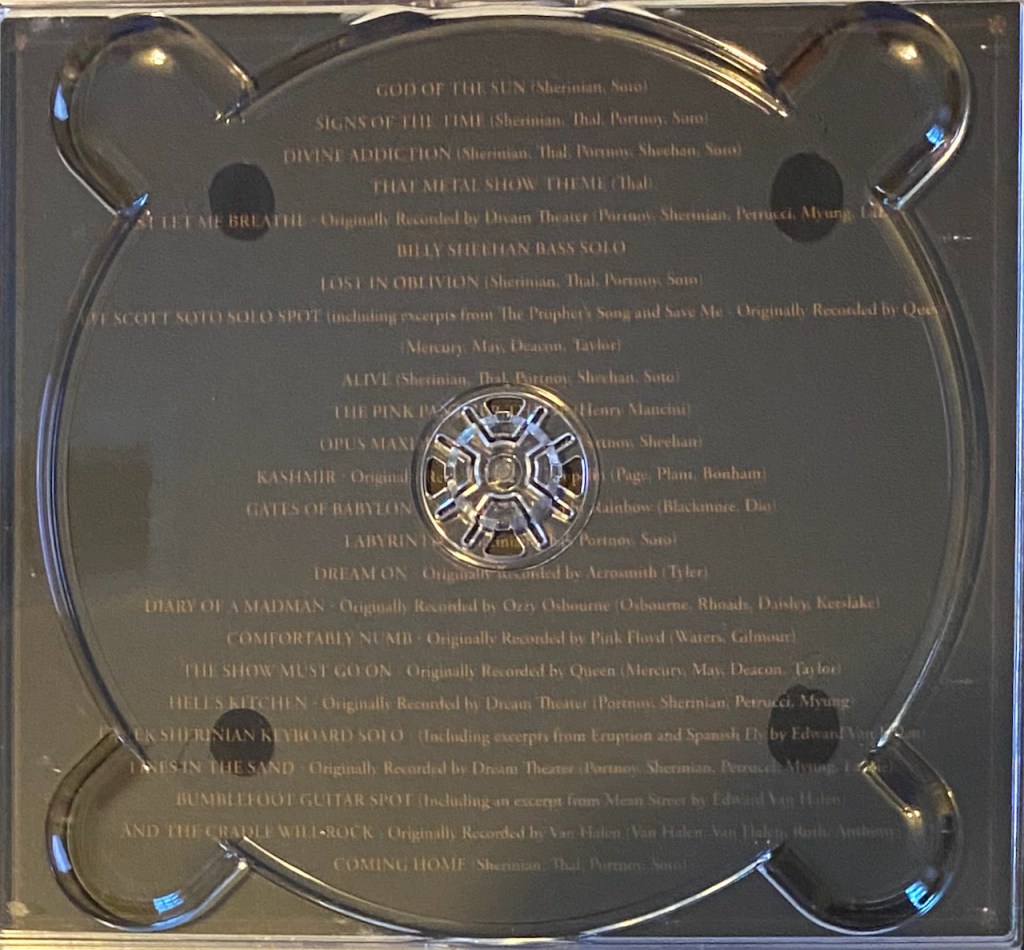 GOD OF THE SUN (Sherinian, Soto)
SIGNS OF THE TIME (Sherinian, Thal, Portnoy, Soto)
DIVINE ADDICTION (Sherinian, Thal, Portnoy, Sheehan, Soto)
THAT METAL SHOW THEME (Thal)
ST LET ME BREATHE · Originally Recorded by Dream Theater (Portnoy, Sherinian, Petrucci, Myung,
BILLY SHEEHAN BASS SOLO
LOST IN OBLIVION (Sherinian, Thal, Portnoy, Soto)
SCOTT SOTO SOLO SPOT (including excerpts from The Prophet's Song and Save Me · Originally Recorded by Queen
(Mercury, May, Deacon, Taylor)
ALIVE (Sherinian, Thal, Portnoy, Sheehan, Soto)
THE PINK (Henry Mancini)
OPUS Sheehan)
KASHMIR · (Page, Plant, Bonham)
GATES OF BABYLON Rainbow (Blackmore, Dio)
Portnoy, Soto)
DREAM ON · Originally Recorded by Aerosmith (Tyler)
DIARY OF A MADMAN · Originally Recorded by Ozzy Osbourne (Osbourne, Rhoads, Daisley, Kerslake)
COMFORTABLY NUMB · Originally Recorded by Pink Floyd (Waters, Gilmour)
THE SHOW MUST GO ON · Originally Recorded by Queen (Mercury, May, Deacon, Taylor)
HELL'S KITCHEN · Originally Recorded by Dream Theater (Portnoy, Sherinian, Petrucci, Myung
SHERINIAN KEYBOARD SOLO · (Including excerpts from Eruption and Spanish Fly by Edward Van Halen)
LINES IN THE SAND · Originally Recorded by Dream Theater (Portnoy, Sherinian, Petrucci, Myung,
BUMBLEFOOT GUITAR SPOT (Including an excerpt from Mean Street by Edward Van Halen)
AND THE CRADLE WILL ROCK · Originally Recorded by Van Halen (Van Halen, Van Halen, Roth, Anthony)
COMING HOME (Sherinian, Thal, Portnoy, Soto)